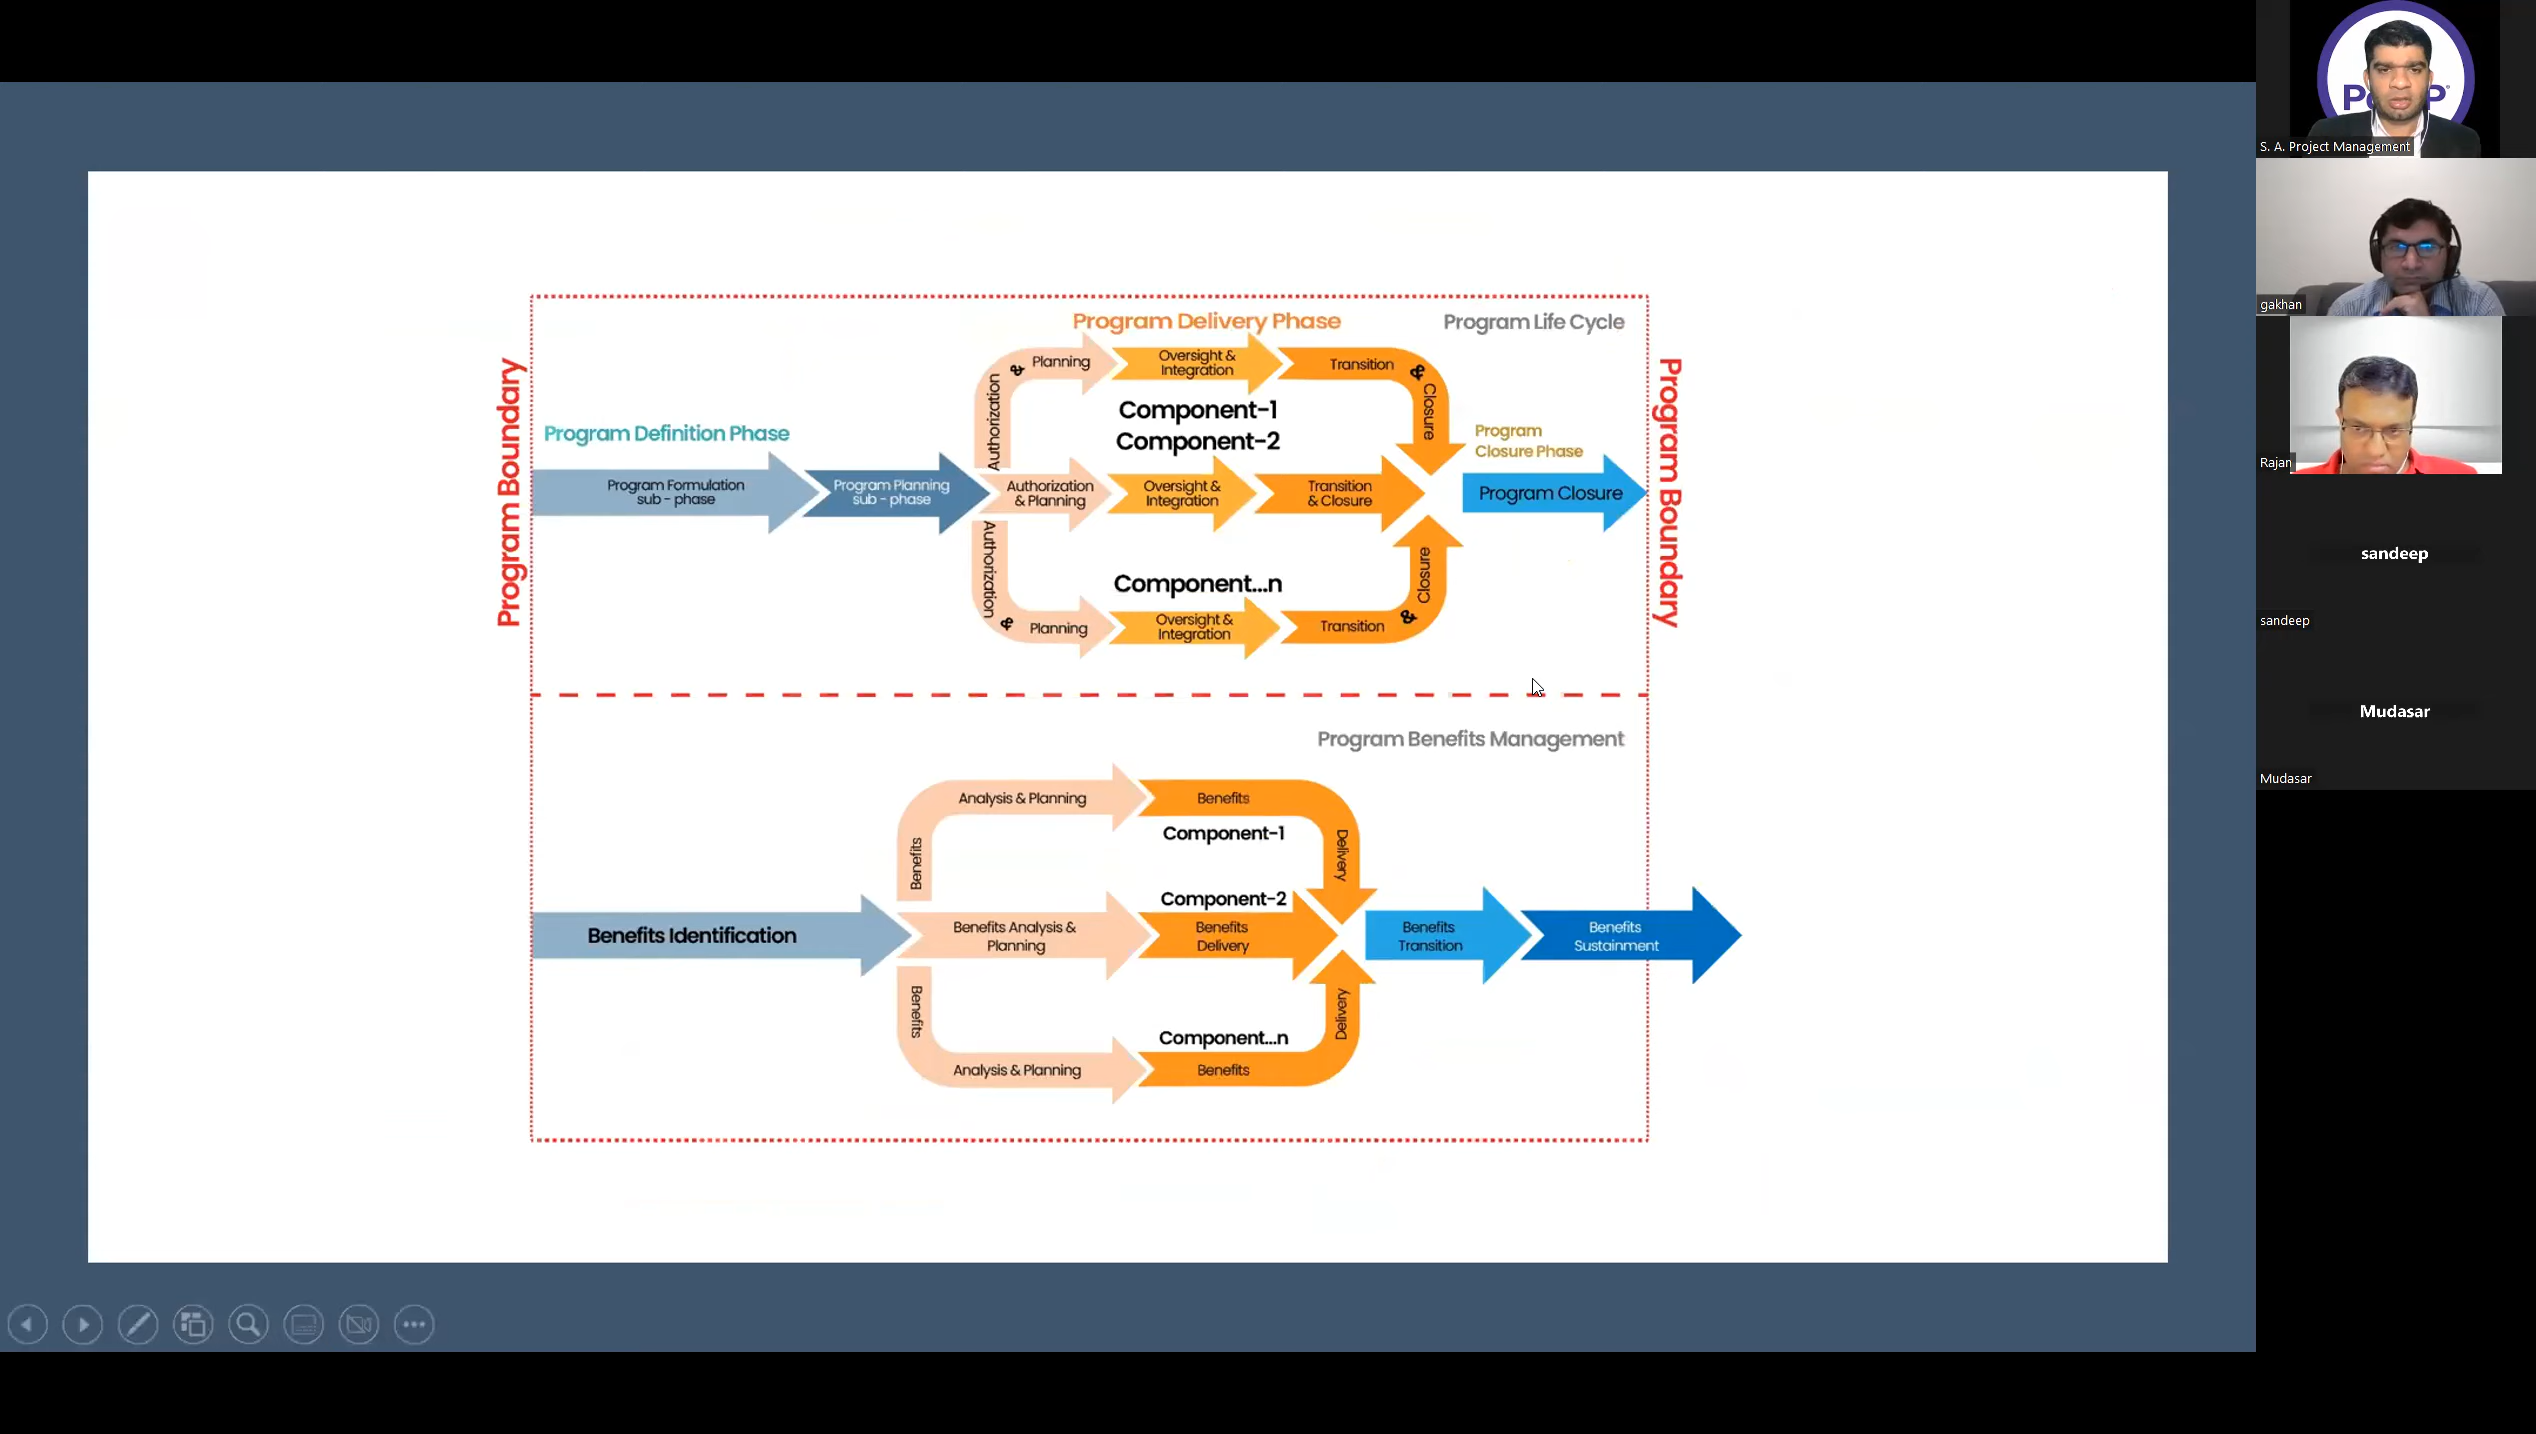 Program Delivery Phase
Program Life Cycle
Program Boundary
Program Definition Phase
Program Formulation
sub - phase
Program Planning
sub - phase
Authorization
&
Planning
Oversight &
Integration
Transition
&
Closure
Component-1
Component-2
Authorization
& Planning
Oversight &
Integration
Transition
& Closure
Component...n
Authorization
&
Planning
Oversight &
Integration
Transition
&
Closure
Program
Closure Phase
Program Closure
Program Boundary
Program Benefits Management
Benefits Identification
Benefits
Analysis & Planning
Benefits
Delivery
Component-1
Component-2
Benefits Analysis &
Planning
Benefits
Delivery
Component...n
Benefits
Analysis & Planning
Benefits
Delivery
Benefits
Transition
Benefits
Sustainment
S. A. Project Management
gakhan
Rajan
sandeep
sandeep
Mudasar
Mudasar